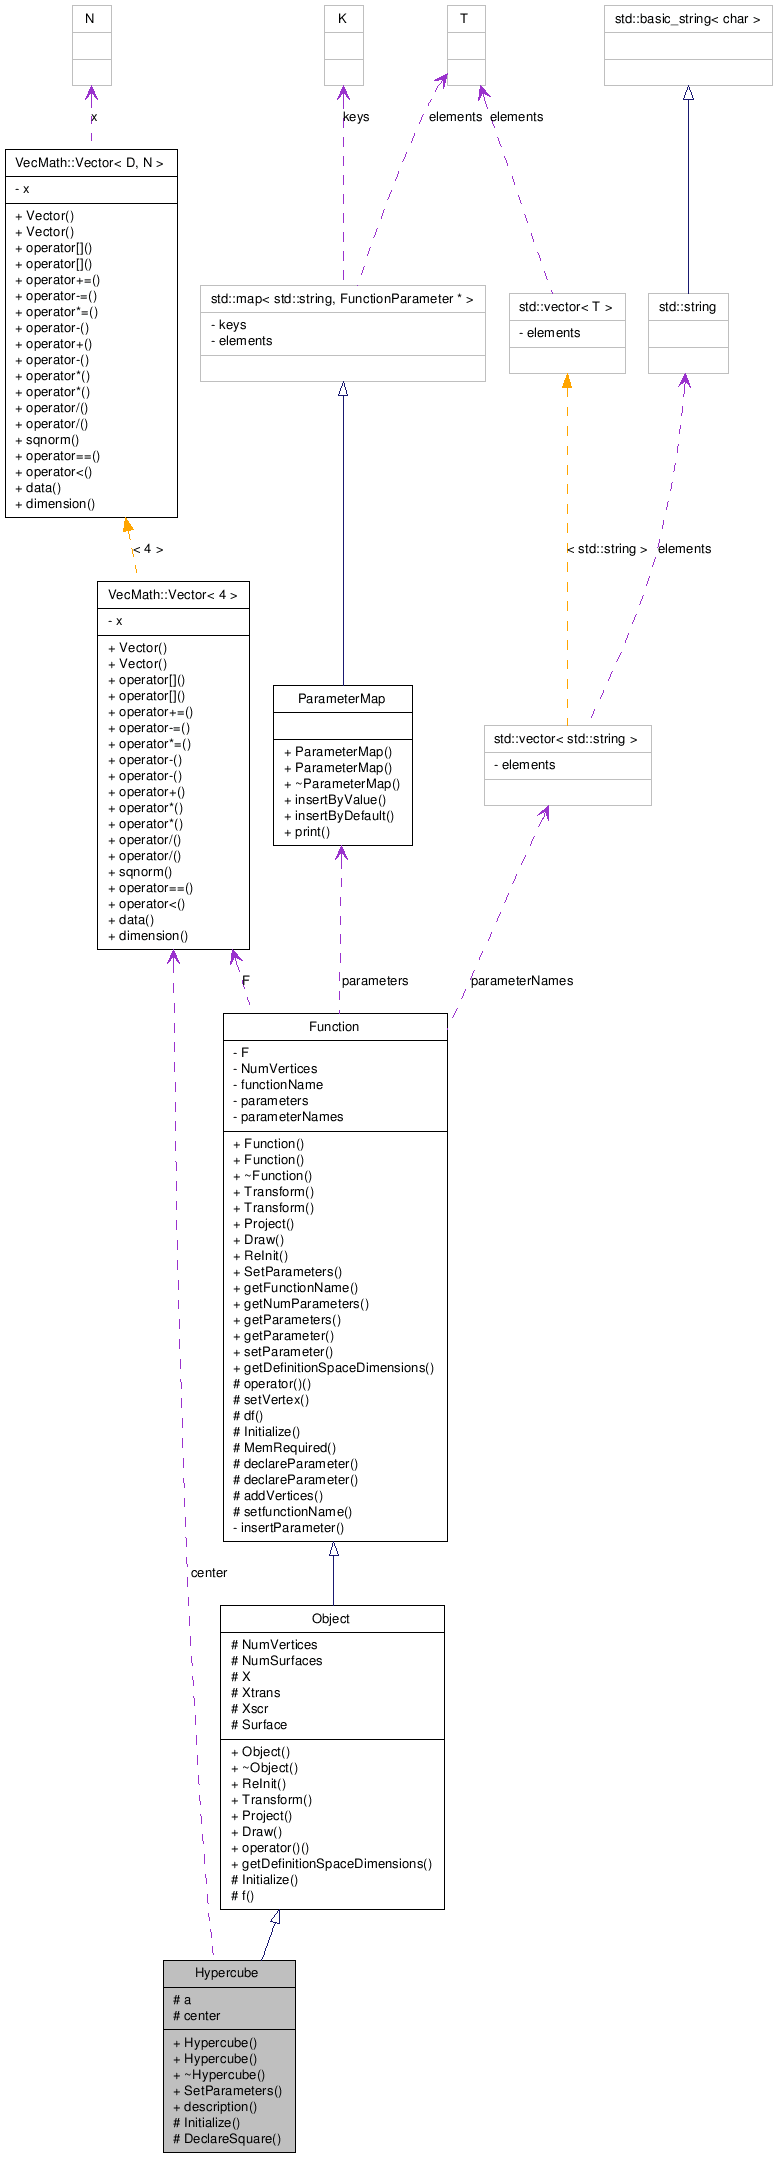 N
K
T
std::basic_string< char >
x
keys
elements
elements
VecMath::Vector< D, N >
- x
+ Vector()
+ Vector()
+ operator[]()
+ operator[]()
+ operator+=()
+ operator-=()
+ operator*=()
+ operator-()
+ operator+()
+ operator-()
+ operator*()
+ operator*()
+ operator/()
+ operator/()
+ sqnorm()
+ operator==()
+ operator<()
+ data()
+ dimension()
std::map< std::string, FunctionParameter * >
- keys
- elements
std::vector< T >
- elements
std::string
< 4 >
< std::string >
elements
VecMath::Vector< 4 >
- x
+ Vector()
+ Vector()
+ operator[]()
+ operator[]()
+ operator+=()
+ operator-=()
+ operator*=()
+ operator-()
+ operator-()
+ operator+()
+ operator*()
+ operator*()
+ operator/()
+ operator/()
+ sqnorm()
+ operator==()
+ operator<()
+ data()
+ dimension()
ParameterMap
+ ParameterMap()
+ ParameterMap()
+ ~ParameterMap()
+ insertByValue()
+ insertByDefault()
+ print()
std::vector< std::string >
- elements
F
parameters
parameterNames
Function
- F
- NumVertices
- functionName
- parameters
- parameterNames
+ Function()
+ Function()
+ ~Function()
+ Transform()
+ Transform()
+ Project()
+ Draw()
+ ReInit()
+ SetParameters()
+ getFunctionName()
+ getNumParameters()
+ getParameters()
+ getParameter()
+ setParameter()
+ getDefinitionSpaceDimensions()
# operator()()
# setVertex()
# df()
# Initialize()
# MemRequired()
# declareParameter()
# declareParameter()
# addVertices()
# setfunctionName()
- insertParameter()
center
Object
# NumVertices
# NumSurfaces
# X
# Xtrans
# Xscr
# Surface
+ Object()
+ ~Object()
+ ReInit()
+ Transform()
+ Project()
+ Draw()
+ operator()()
+ getDefinitionSpaceDimensions()
# Initialize()
# f()
Hypercube
# a
# center
+ Hypercube()
+ Hypercube()
+ ~Hypercube()
+ SetParameters()
+ description()
# Initialize()
# DeclareSquare()